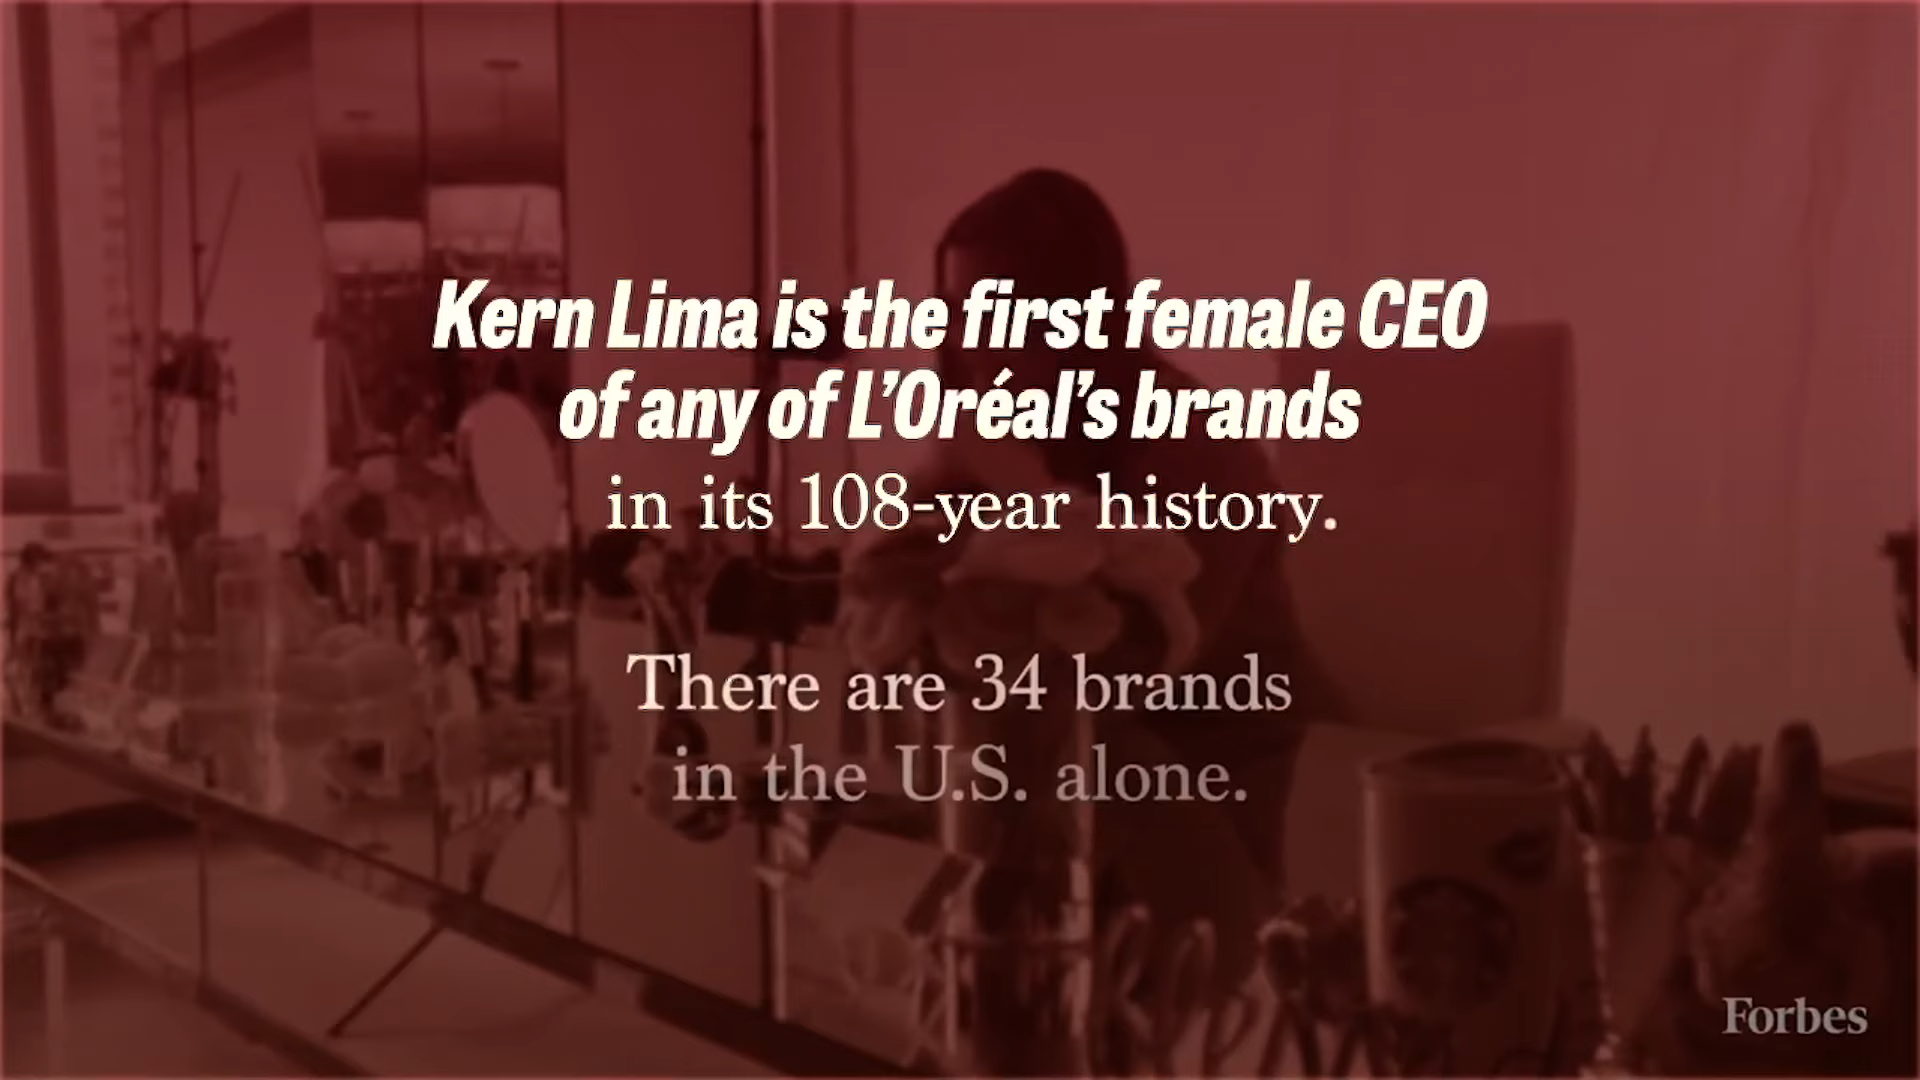 Kern Lima is the first female CEO
of any of L’Oréal’s brands
in its 108-year history.
There are 34 brands
in the U.S. alone.
Forbes